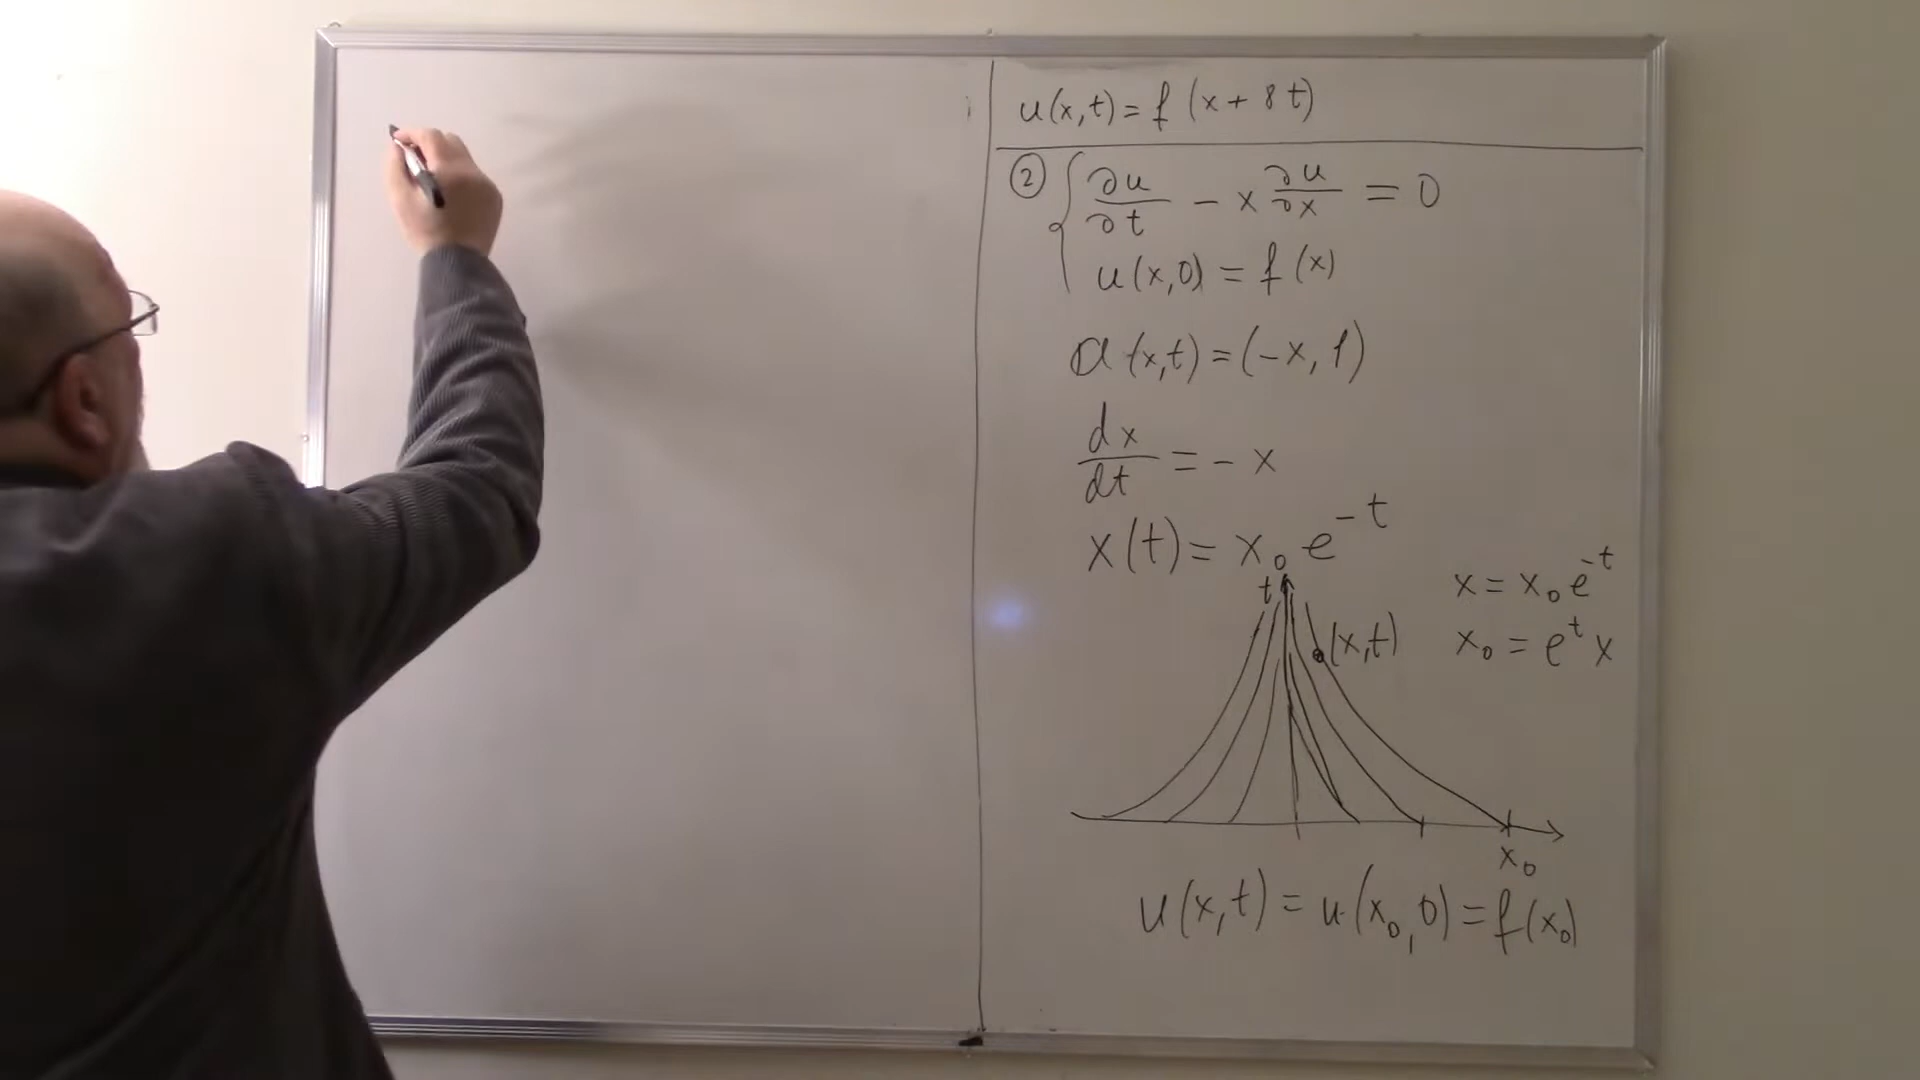 u(x,t) = f(x + 8t)
② { ∂u/∂t - x ∂u/∂x = 0
u(x,0) = f(x)
a(x,t) = (-x, 1)
dx/dt = - x
x(t) = x₀ e^{-t}
t
x = x₀ e^{-t}
(x,t)
x₀ = e^{t} x
x₀
u(x,t) = u(x₀,0) = f(x₀)